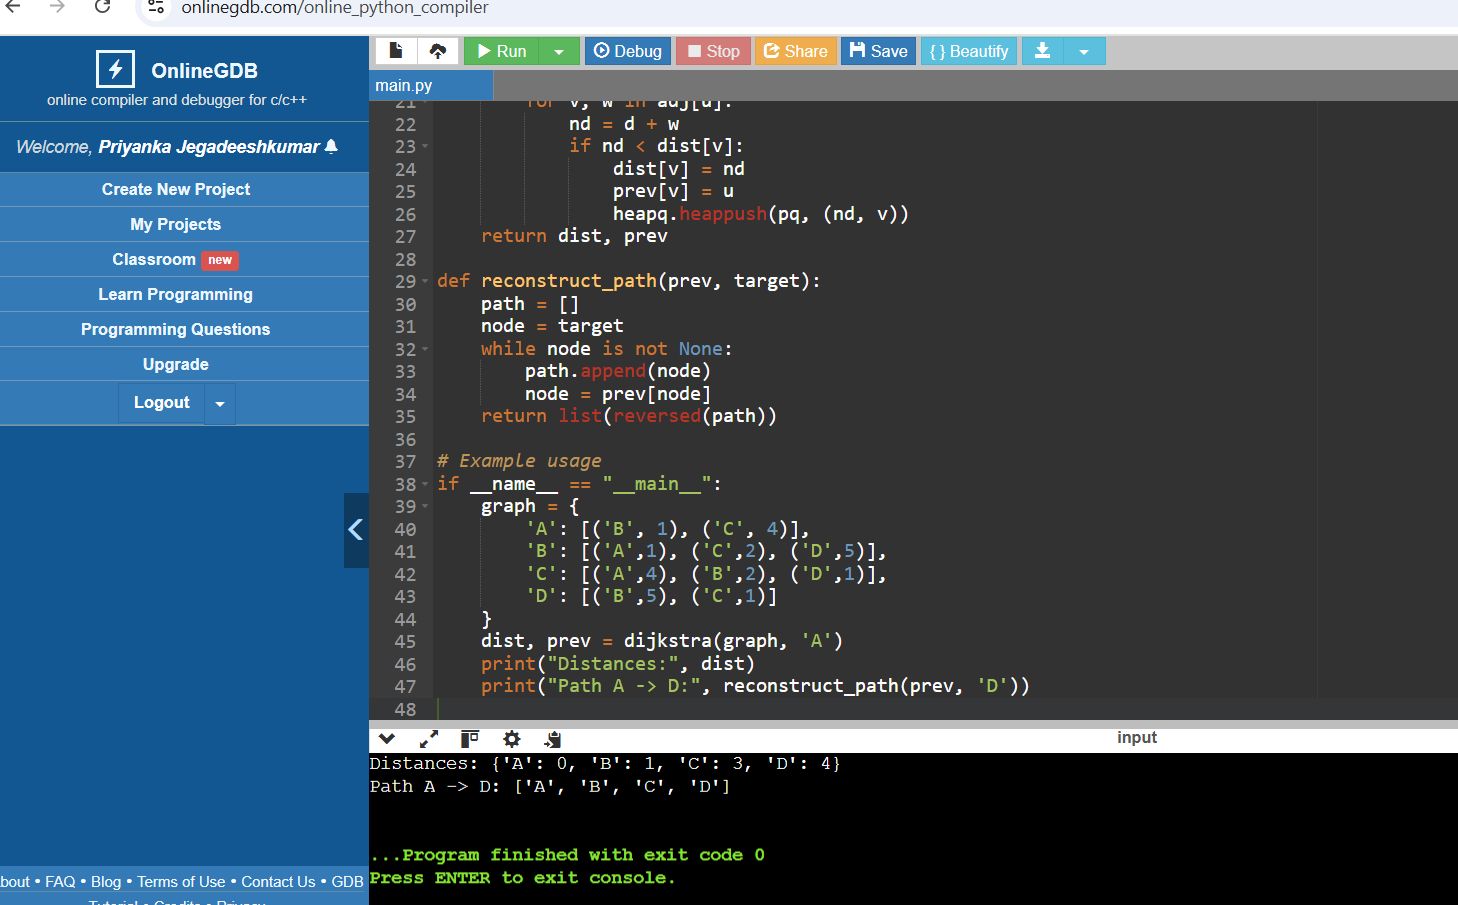 onlinegdb.com/online_python_compiler
OnlineGDB
online compiler and debugger for c/c++
Welcome, Priyanka Jegadeeshkumar
Create New Project
My Projects
Classroom new
Learn Programming
Programming Questions
Upgrade
Logout
bout • FAQ • Blog • Terms of Use • Contact Us • GDB
Tutorial • Credits • Privacy
Run Debug Stop Share Save { } Beautify
main.py
21 for v, w in adj[u]:
22 nd = d + w
23 if nd < dist[v]:
24 dist[v] = nd
25 prev[v] = u
26 heapq.heappush(pq, (nd, v))
27 return dist, prev
28
29 def reconstruct_path(prev, target):
30 path = []
31 node = target
32 while node is not None:
33 path.append(node)
34 node = prev[node]
35 return list(reversed(path))
36
37 # Example usage
38 if __name__ == "__main__":
39 graph = {
40 'A': [('B', 1), ('C', 4)],
41 'B': [('A',1), ('C',2), ('D',5)],
42 'C': [('A',4), ('B',2), ('D',1)],
43 'D': [('B',5), ('C',1)]
44 }
45 dist, prev = dijkstra(graph, 'A')
46 print("Distances:", dist)
47 print("Path A -> D:", reconstruct_path(prev, 'D'))
48
input
Distances: {'A': 0, 'B': 1, 'C': 3, 'D': 4}
Path A -> D: ['A', 'B', 'C', 'D']
...Program finished with exit code 0
Press ENTER to exit console.